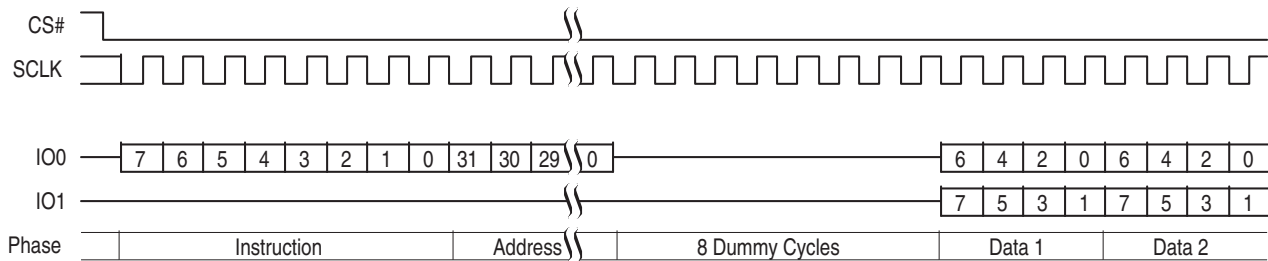 CS#
SCLK
IO0 7 6 5 4 3 2 1 0 31 30 29 0 6 4 2 0 6 4 2 0
IO1 7 5 3 1 7 5 3 1
Phase Instruction Address 8 Dummy Cycles Data 1 Data 2